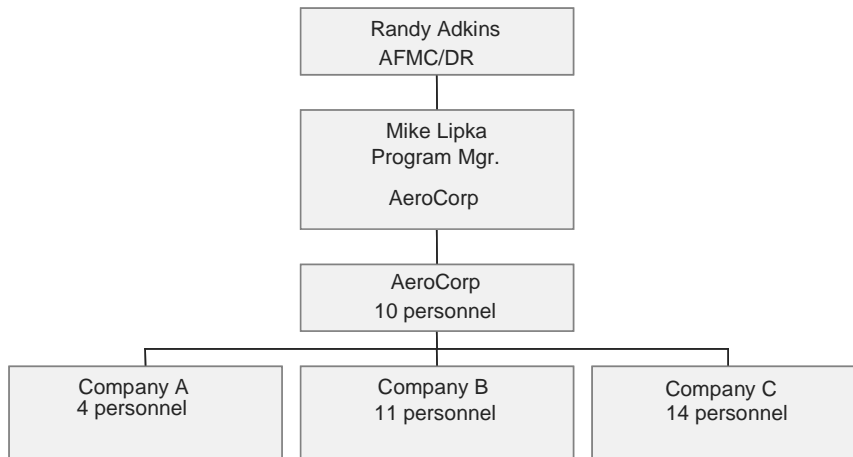 Randy Adkins
AFMC/DR
Mike Lipka
Program Mgr.
AeroCorp
AeroCorp
10 personnel
Company A
4 personnel
Company B
11 personnel
Company C
14 personnel